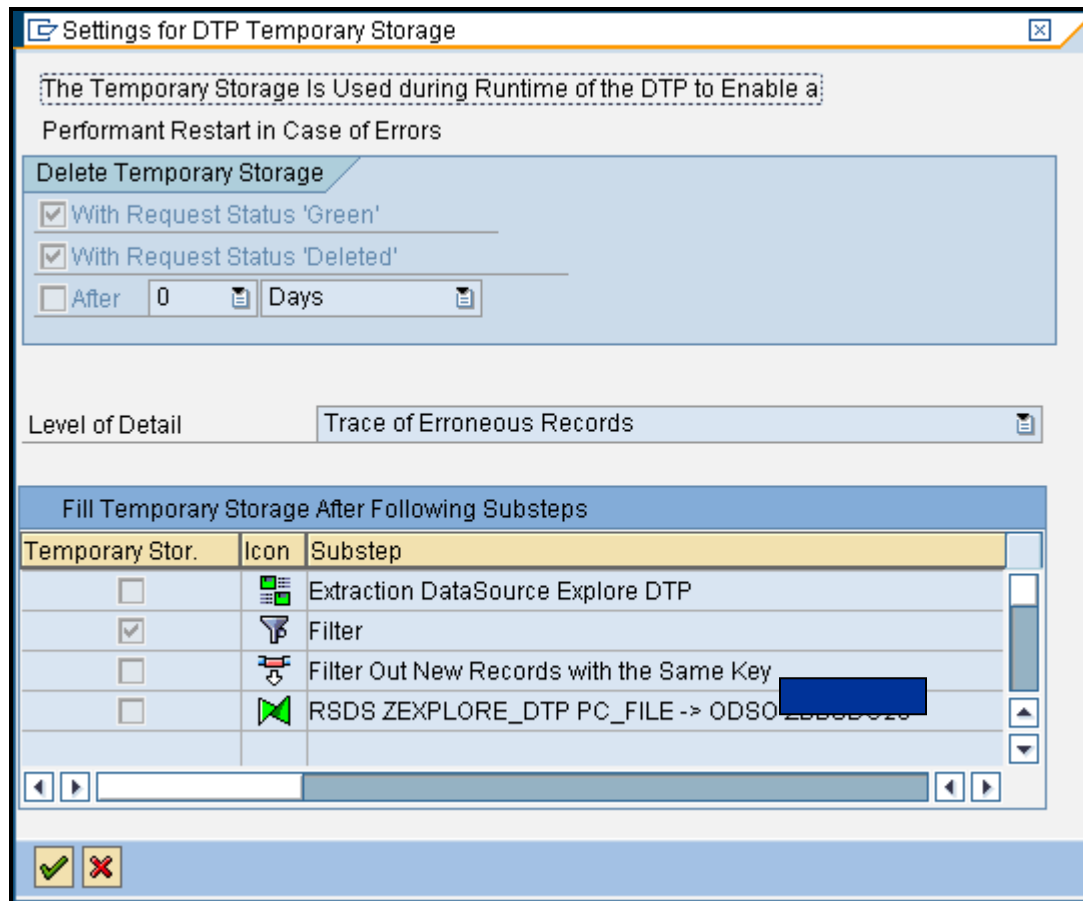 Settings for DTP Temporary Storage
The Temporary Storage Is Used during Runtime of the DTP to Enable a
Performant Restart in Case of Errors
Delete Temporary Storage
With Request Status 'Green'
With Request Status 'Deleted'
After 0 Days
Level of Detail Trace of Erroneous Records
Fill Temporary Storage After Following Substeps
Temporary Stor. Icon Substep
Extraction DataSource Explore DTP
Filter
Filter Out New Records with the Same Key
RSDS ZEXPLORE_DTP PC_FILE -> ODSO